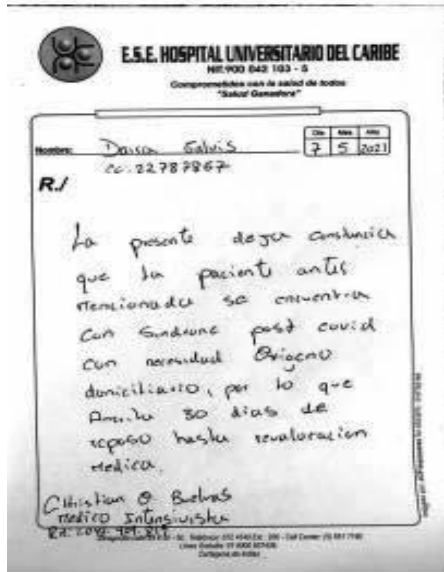 E.S.E. HOSPITAL UNIVERSITARIO DEL CARIBE
NIT. 900 042 103 - 5
Comprometidos con la salud de todos
"Salud Ganadora"
Día Mes Año
Nombre: Galvis 7 5 2021
CC. 22787867
R./
La presente deja constancia
que la paciente antes
mencionada se encuentra
con Sindrome post covid
con necesidad Oxigeno
domiciliario, por lo que
30 dias de
reposo hasta revaloracion
medica.
Christian O. Buelvas
Medico Intensivista
Cartagena de Indias